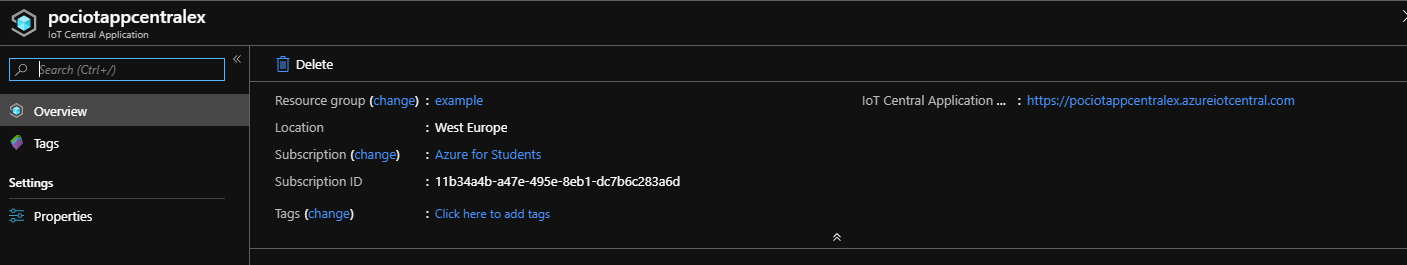 pociotappcentralex
IoT Central Application
Search (Ctrl+/)
Overview
Tags
Settings
Properties
Delete
Resource group (change) : example
Location : West Europe
Subscription (change) : Azure for Students
Subscription ID : 11b34a4b-a47e-495e-8eb1-dc7b6c283a6d
Tags (change) : Click here to add tags
IoT Central Application ... : https://pociotappcentralex.azureiotcentral.com